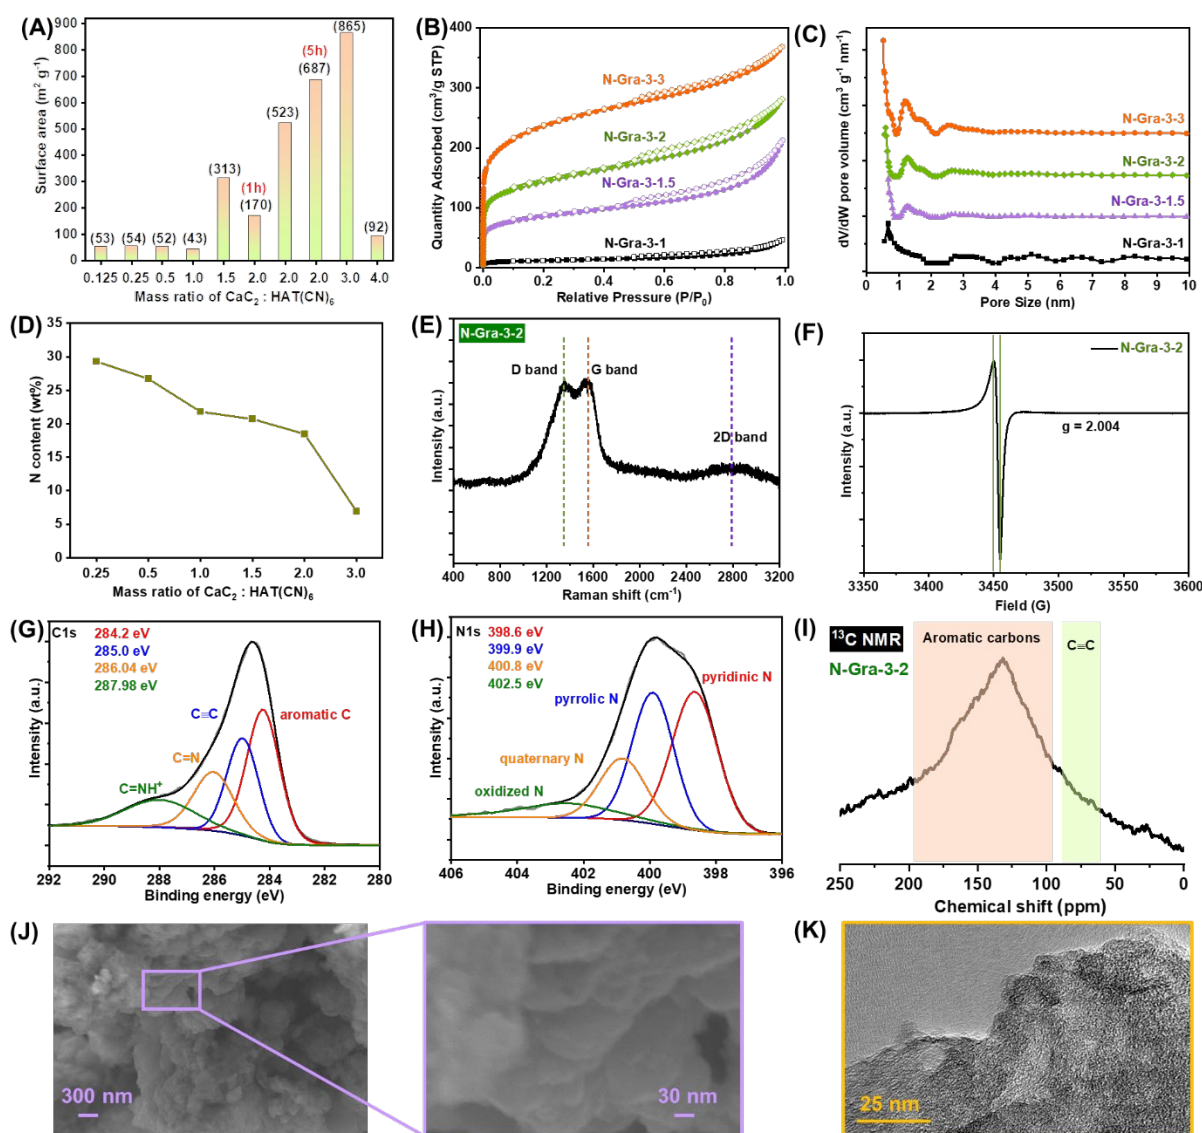 (A)
Surface area (m² g⁻¹)
900
800
700
600
500
400
300
200
100
0
(53)
(54)
(52)
(43)
(313)
(1h)
(170)
(523)
(5h)
(687)
(865)
(92)
0.125 0.25 0.5 1.0 1.5 2.0 2.0 2.0 3.0 4.0
Mass ratio of CaC₂ : HAT(CN)₆
(B)
Quantity Adsorbed (cm³/g STP)
400
300
200
100
0
N-Gra-3-3
N-Gra-3-2
N-Gra-3-1.5
N-Gra-3-1
0.0 0.2 0.4 0.6 0.8 1.0
Relative Pressure (P/P₀)
(C)
dV/dW pore volume (cm³ g⁻¹ nm⁻¹)
N-Gra-3-3
N-Gra-3-2
N-Gra-3-1.5
N-Gra-3-1
0 1 2 3 4 5 6 7 8 9 10
Pore Size (nm)
(D)
N content (wt%)
35
30
25
20
15
10
5
0
0.25 0.5 1.0 1.5 2.0 3.0
Mass ratio of CaC₂ : HAT(CN)₆
(E)
N-Gra-3-2
D band
G band
2D band
Intensity (a.u.)
400 800 1200 1600 2000 2400 2800 3200
Raman shift (cm⁻¹)
(F)
N-Gra-3-2
g = 2.004
Intensity (a.u.)
3350 3400 3450 3500 3550 3600
Field (G)
(G)
C1s
284.2 eV
285.0 eV
286.04 eV
287.98 eV
C≡C
aromatic C
C=N
C=NH⁺
Intensity (a.u.)
292 290 288 286 284 282 280
Binding energy (eV)
(H)
N1s
398.6 eV
399.9 eV
400.8 eV
402.5 eV
pyridinic N
pyrrolic N
quaternary N
oxidized N
Intensity (a.u.)
406 404 402 400 398 396
Binding energy (eV)
(I)
¹³C NMR
N-Gra-3-2
Aromatic carbons
C≡C
250 200 150 100 50 0
Chemical shift (ppm)
(J)
300 nm
30 nm
(K)
25 nm